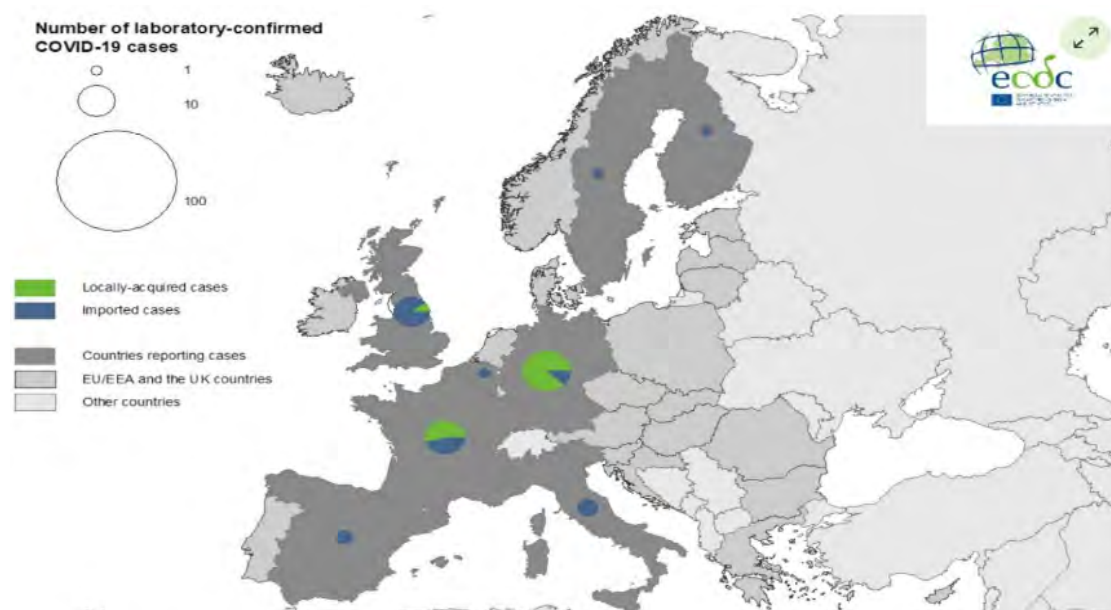 Number of laboratory-confirmed
COVID-19 cases
1
10
100
Locally-acquired cases
Imported cases
Countries reporting cases
EU/EEA and the UK countries
Other countries
ecdc